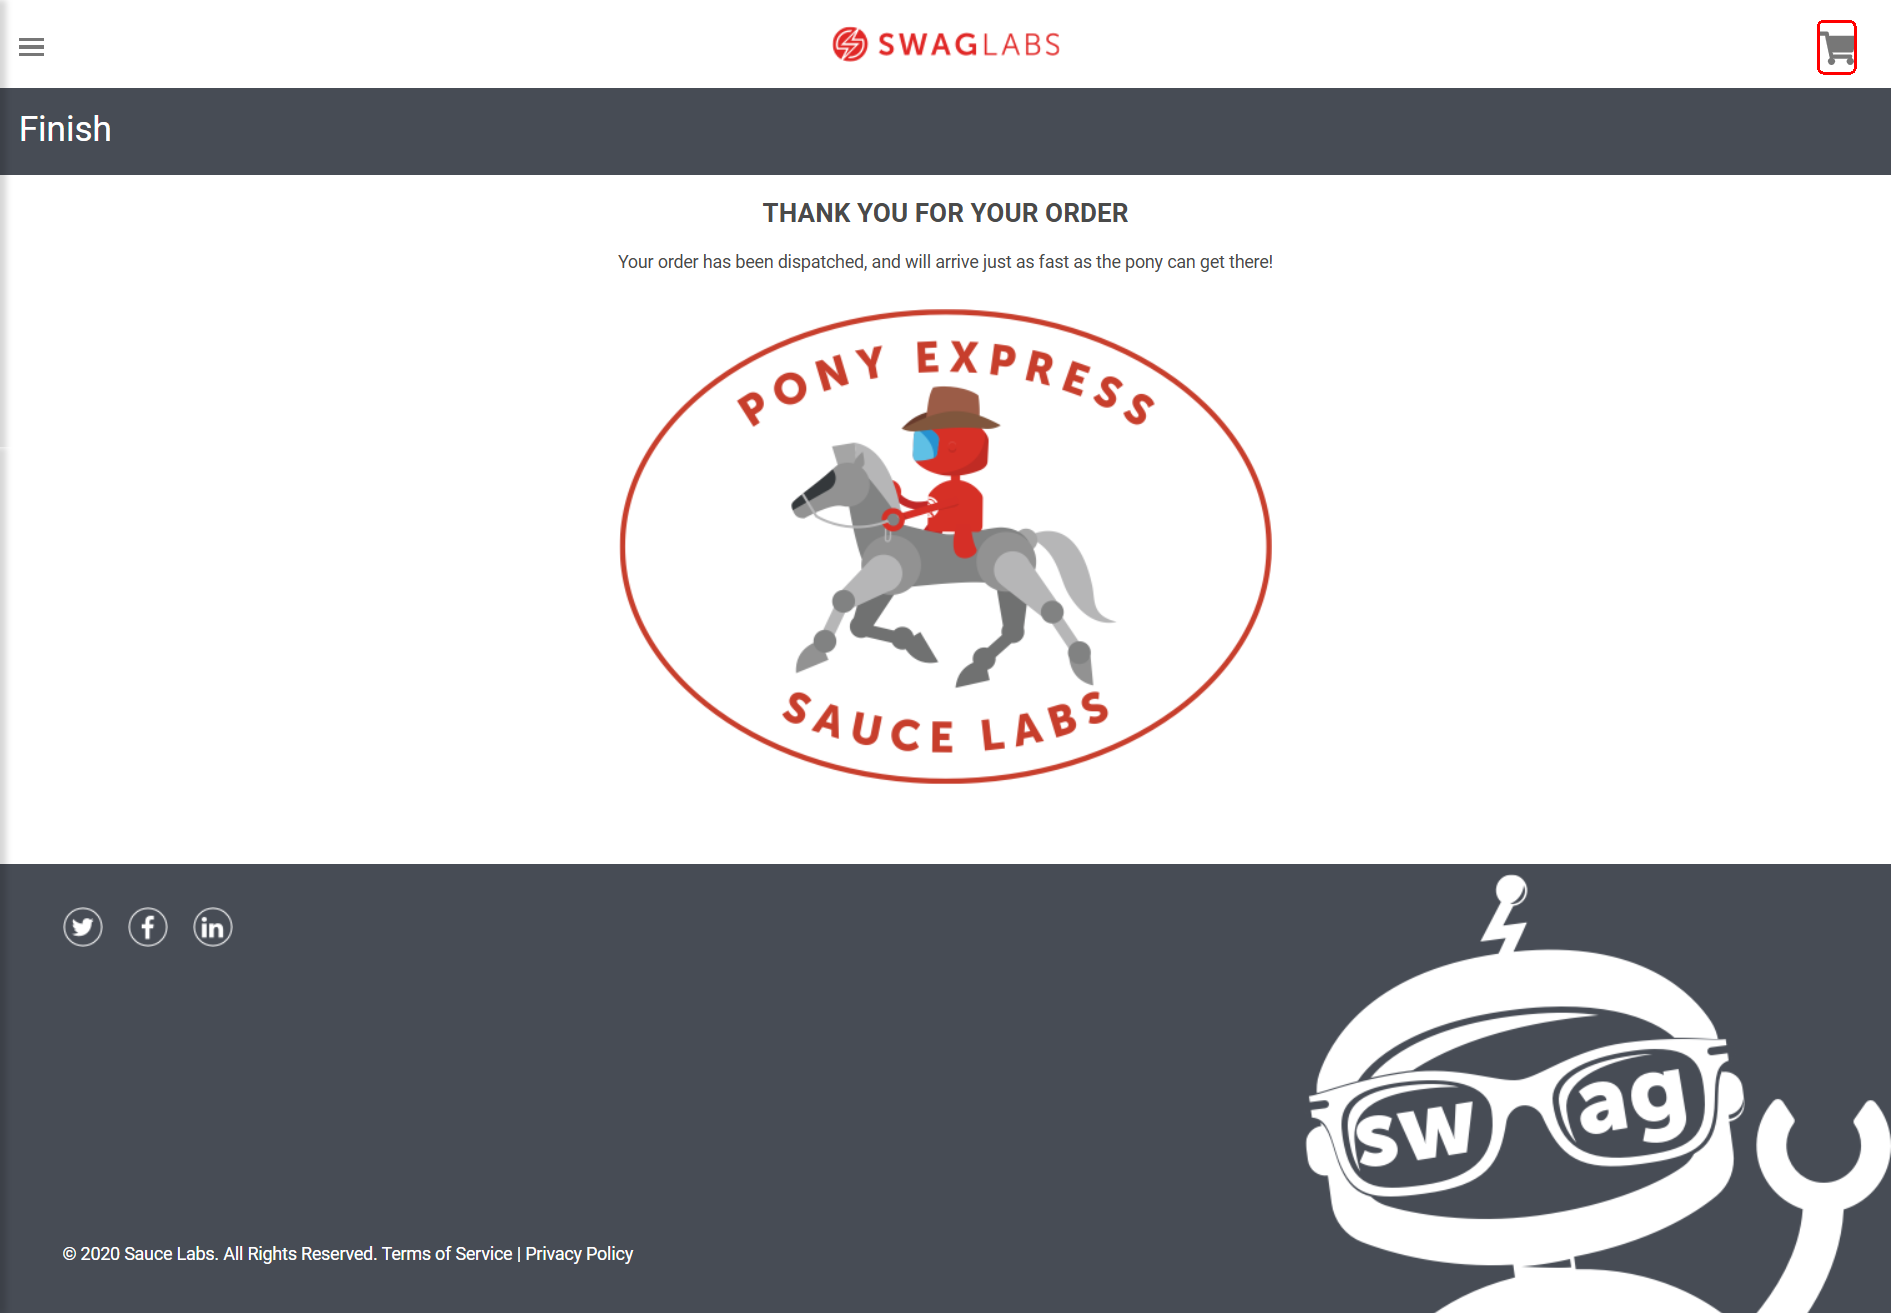 SWAGLABS
Finish
THANK YOU FOR YOUR ORDER
Your order has been dispatched, and will arrive just as fast as the pony can get there!
PONY EXPRESS
SAUCE LABS
sw ag
© 2020 Sauce Labs. All Rights Reserved. Terms of Service | Privacy Policy